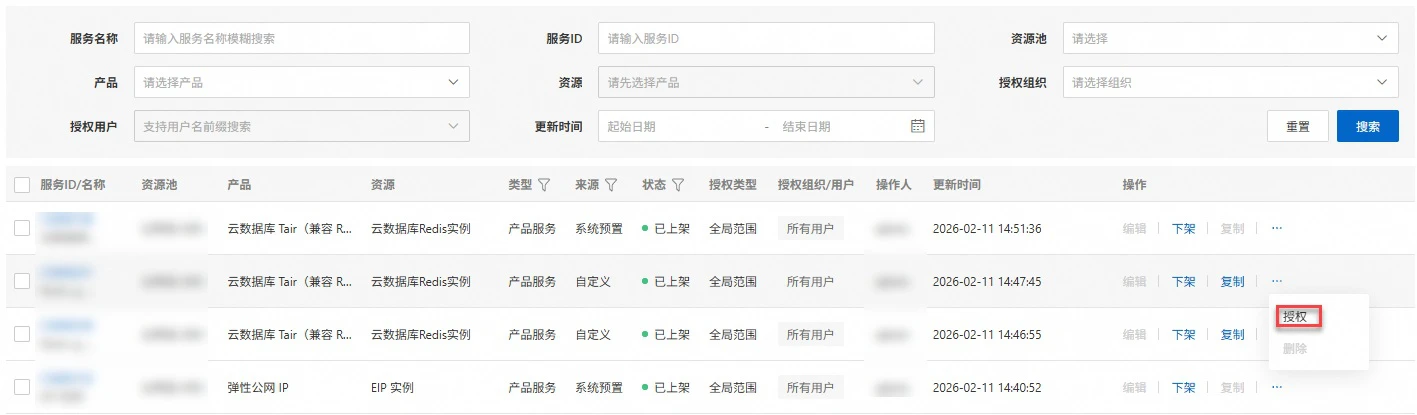 服务名称 请输入服务名称模糊搜索 服务ID 请输入服务ID 资源池 请选择
产品 请选择产品 资源 请先选择产品 授权组织 请选择组织
授权用户 支持用户名前缀搜索 更新时间 起始日期 - 结束日期 重置 搜索
服务ID/名称 资源池 产品 资源 类型 来源 状态 授权类型 授权组织/用户 操作人 更新时间 操作
云数据库 Tair（兼容 R... 云数据库Redis实例 产品服务 系统预置 已上架 全局范围 所有用户 2026-02-11 14:51:36 编辑 下架 复制 ...
云数据库 Tair（兼容 R... 云数据库Redis实例 产品服务 自定义 已上架 全局范围 所有用户 2026-02-11 14:47:45 编辑 下架 复制 ...
授权
云数据库 Tair（兼容 R... 云数据库Redis实例 产品服务 自定义 已上架 全局范围 所有用户 2026-02-11 14:46:55 编辑 下架 复制
删除
弹性公网 IP EIP 实例 产品服务 系统预置 已上架 全局范围 所有用户 2026-02-11 14:40:52 编辑 下架 复制 ...